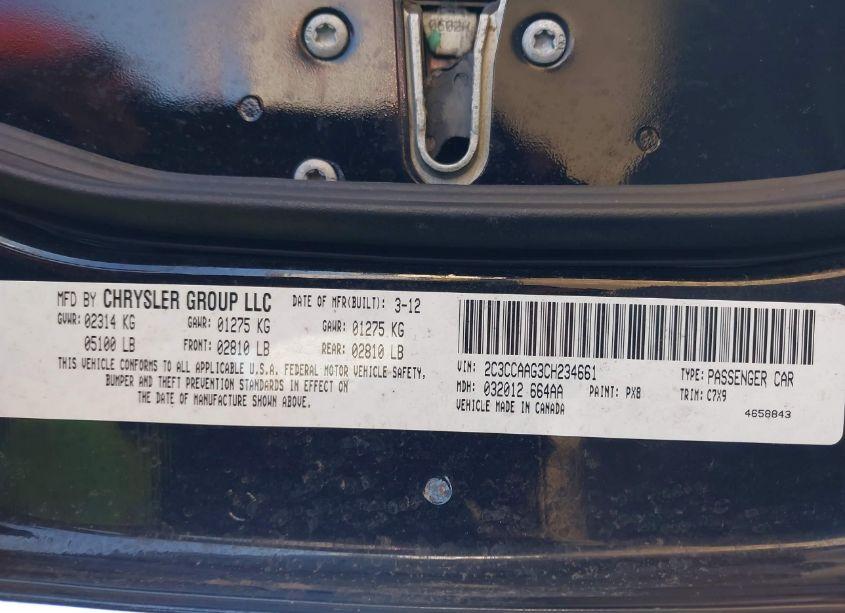 0602A
MFD BY CHRYSLER GROUP LLC DATE OF MFR(BUILT): 3-12
GVWR: 02314 KG GAWR: 01275 KG GAWR: 01275 KG
05100 LB FRONT: 02810 LB REAR: 02810 LB
THIS VEHICLE CONFORMS TO ALL APPLICABLE U.S.A. FEDERAL MOTOR VEHICLE SAFETY,
BUMPER AND THEFT PREVENTION STANDARDS IN EFFECT ON
THE DATE OF MANUFACTURE SHOWN ABOVE.
VIN: 2C3CCAAG3CH234661 TYPE: PASSENGER CAR
MDH: 032012 664AA PAINT: PX8 TRIM: C7X9
VEHICLE MADE IN CANADA 4658843